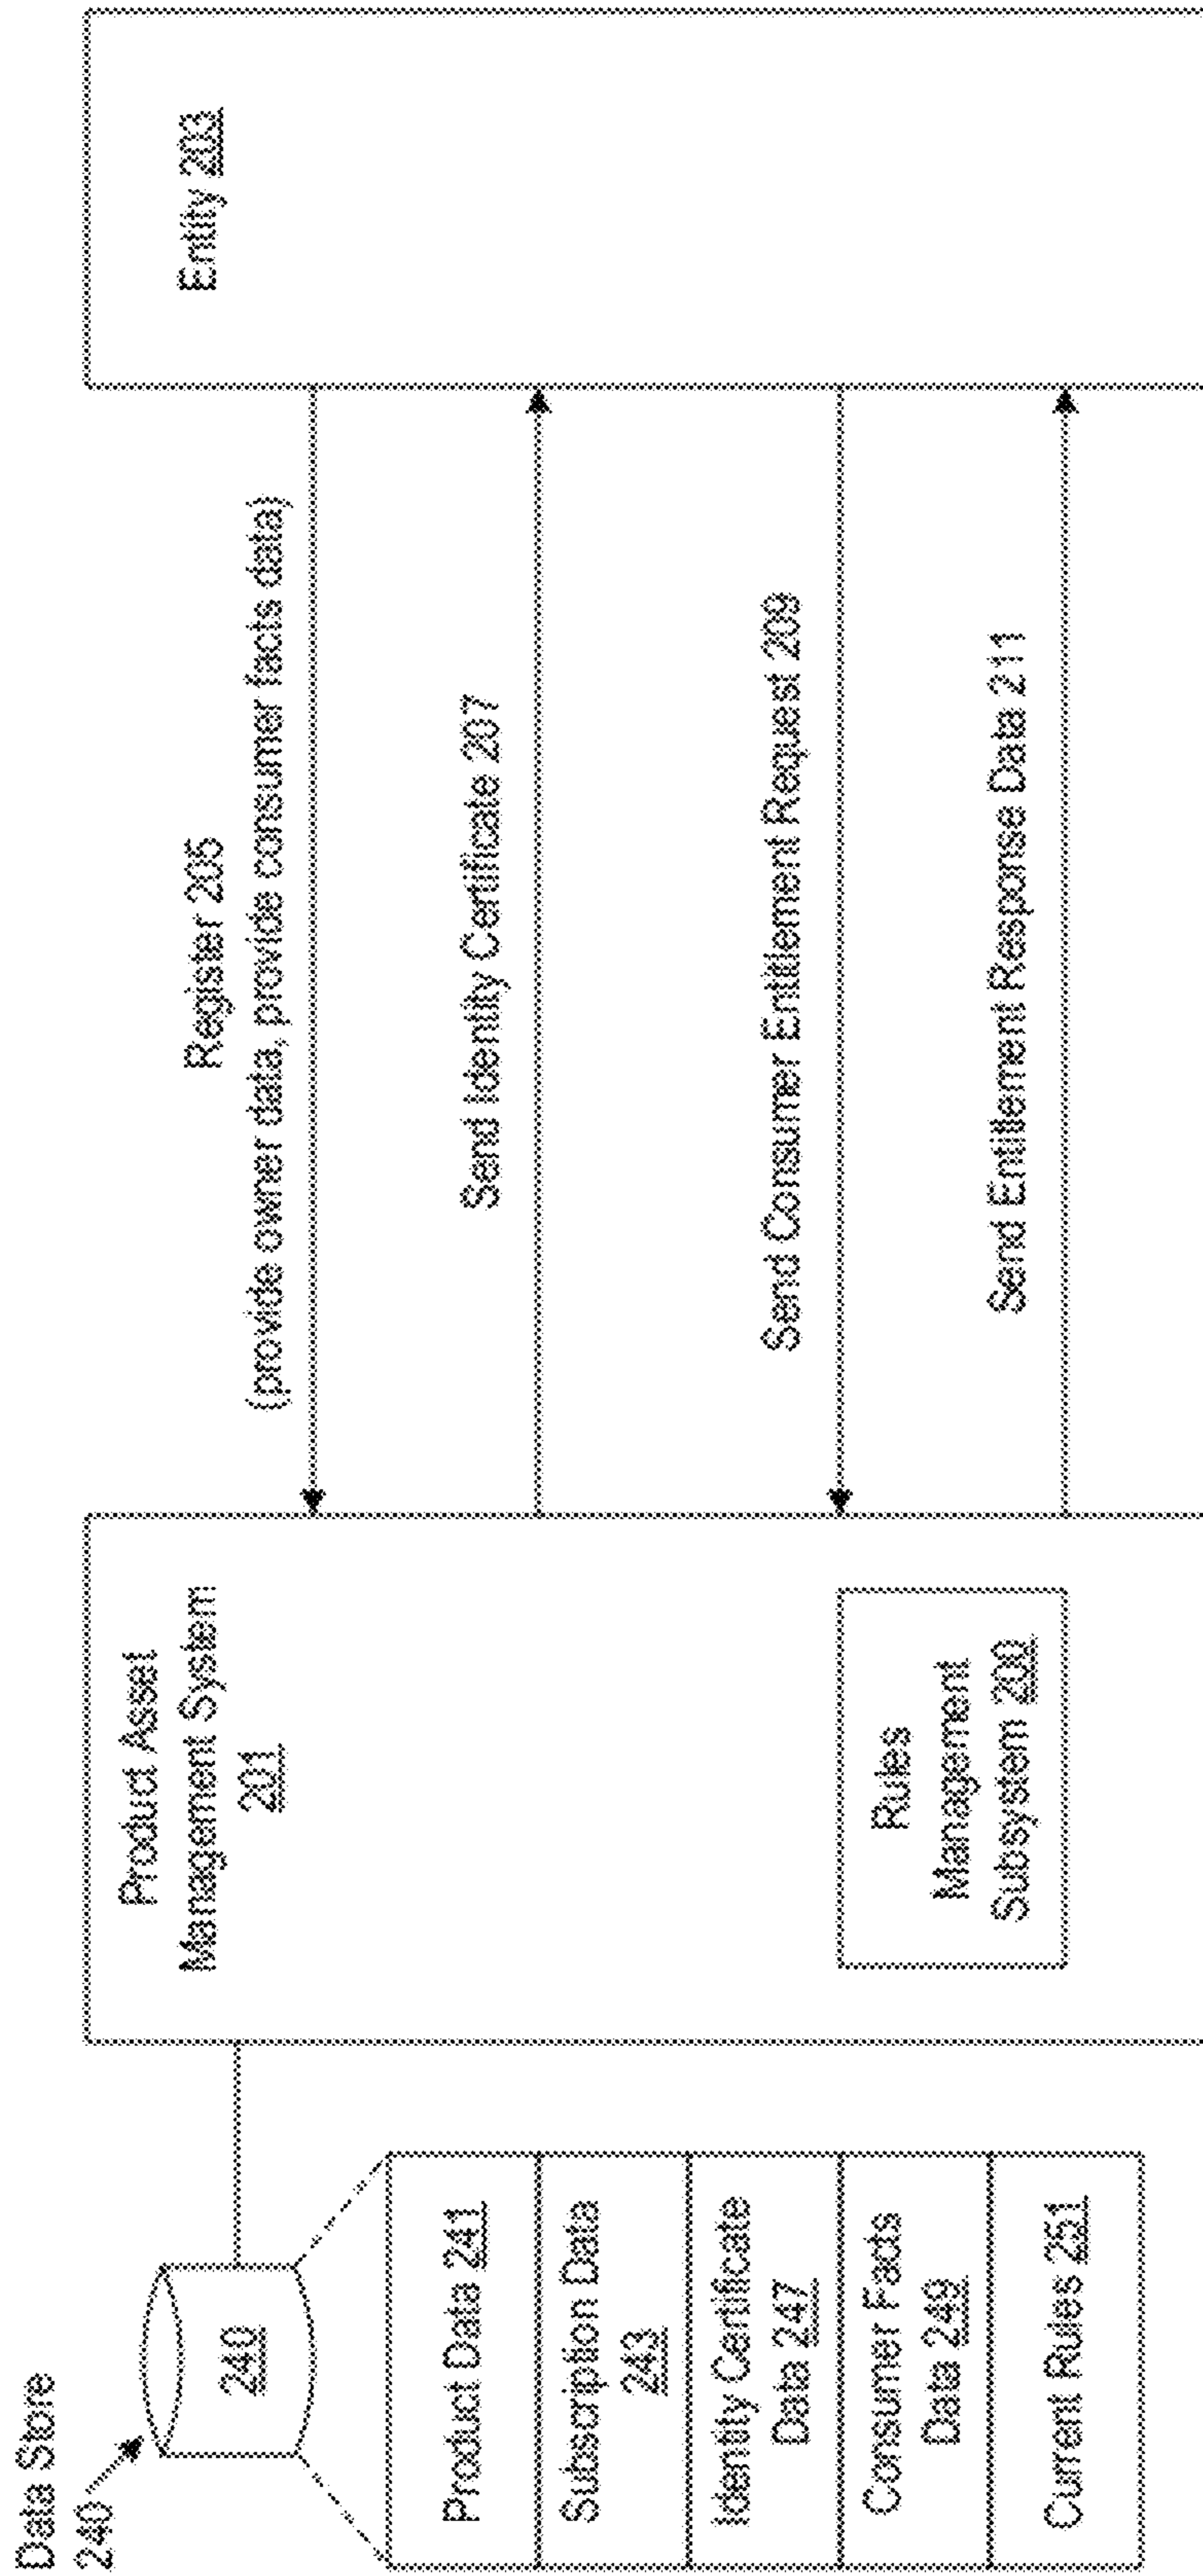 Data Store
240
240
Product Data 241
Subscription Data
243
Identity Certificate
Data 247
Consumer Facts
Data 249
Current Rules 251
Product Asset
Management System
201
Rules
Management
Subsystem 200
Register 205
(provide owner data, provide consumer facts data)
Send Identity Certificate 207
Send Consumer Entitlement Request 209
Send Entitlement Response Data 211
Entity 203